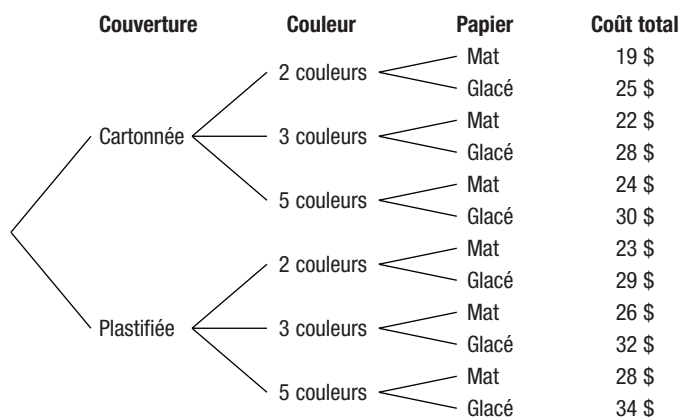 Couverture Couleur Papier Coût total
Mat 19 $
2 couleurs
Glacé 25 $
Mat 22 $
Cartonnée 3 couleurs
Glacé 28 $
Mat 24 $
5 couleurs
Glacé 30 $
Mat 23 $
2 couleurs
Glacé 29 $
Mat 26 $
Plastifiée 3 couleurs
Glacé 32 $
Mat 28 $
5 couleurs
Glacé 34 $